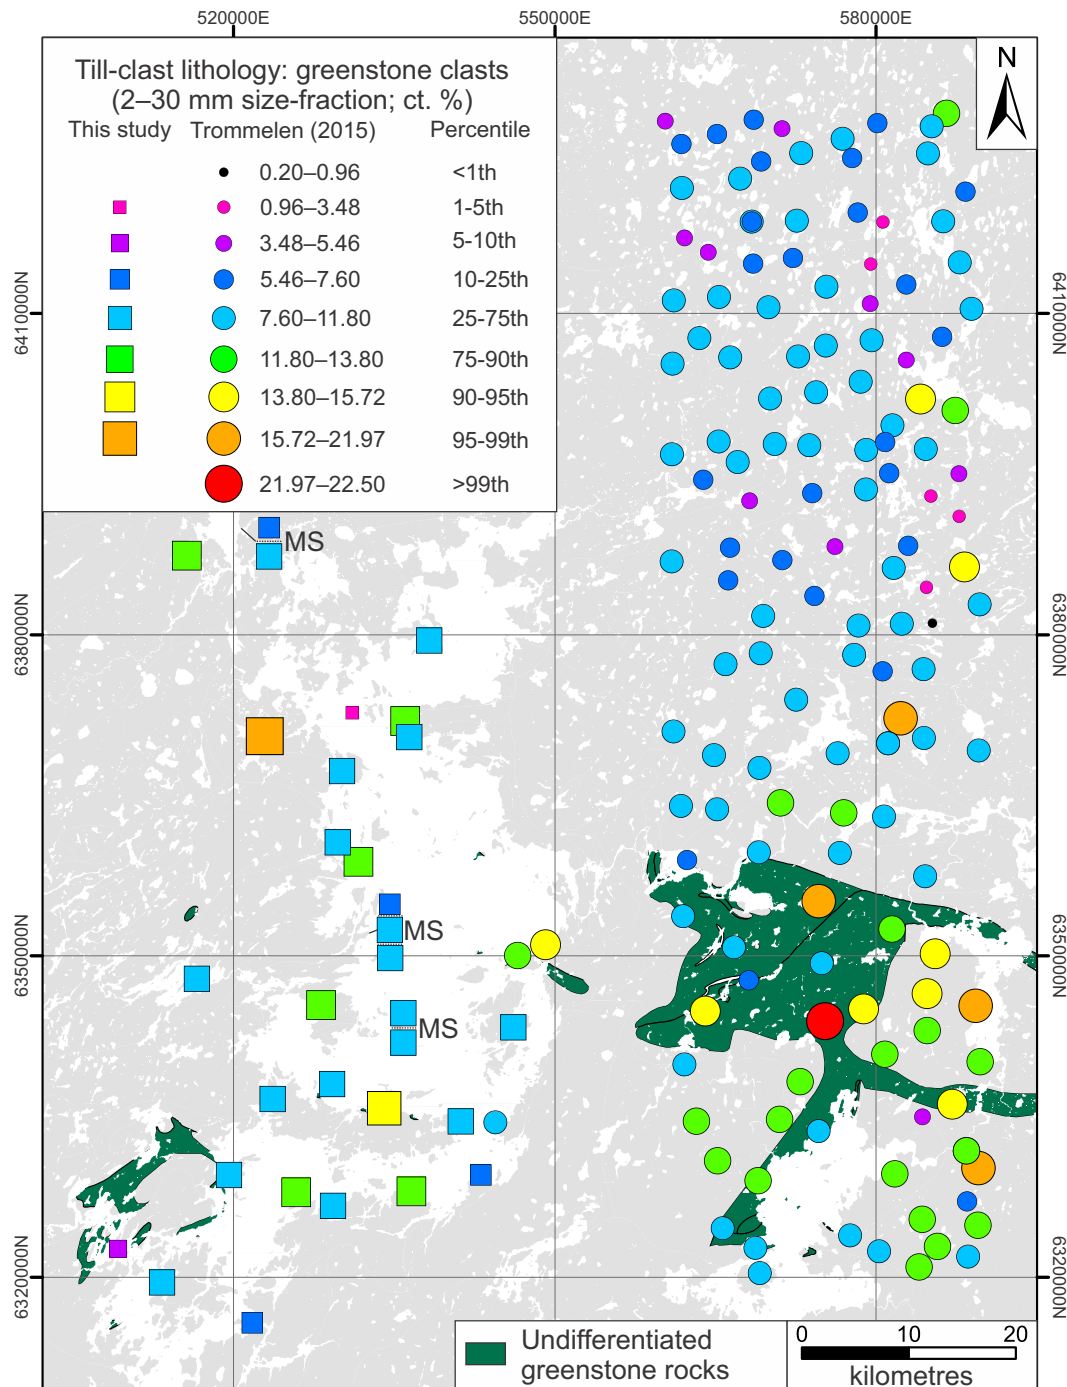 520000E 550000E 580000E
Till-clast lithology: greenstone clasts
(2–30 mm size-fraction; ct. %)
This study Trommelen (2015) Percentile
0.20–0.96 <1th
0.96–3.48 1-5th
3.48–5.46 5-10th
5.46–7.60 10-25th
7.60–11.80 25-75th
11.80–13.80 75-90th
13.80–15.72 90-95th
15.72–21.97 95-99th
21.97–22.50 >99th
N
6410000N 6410000N
MS
6380000N 6380000N
MS
6350000N 6350000N
MS
6320000N 6320000N
Undifferentiated
greenstone rocks
0 10 20
kilometres